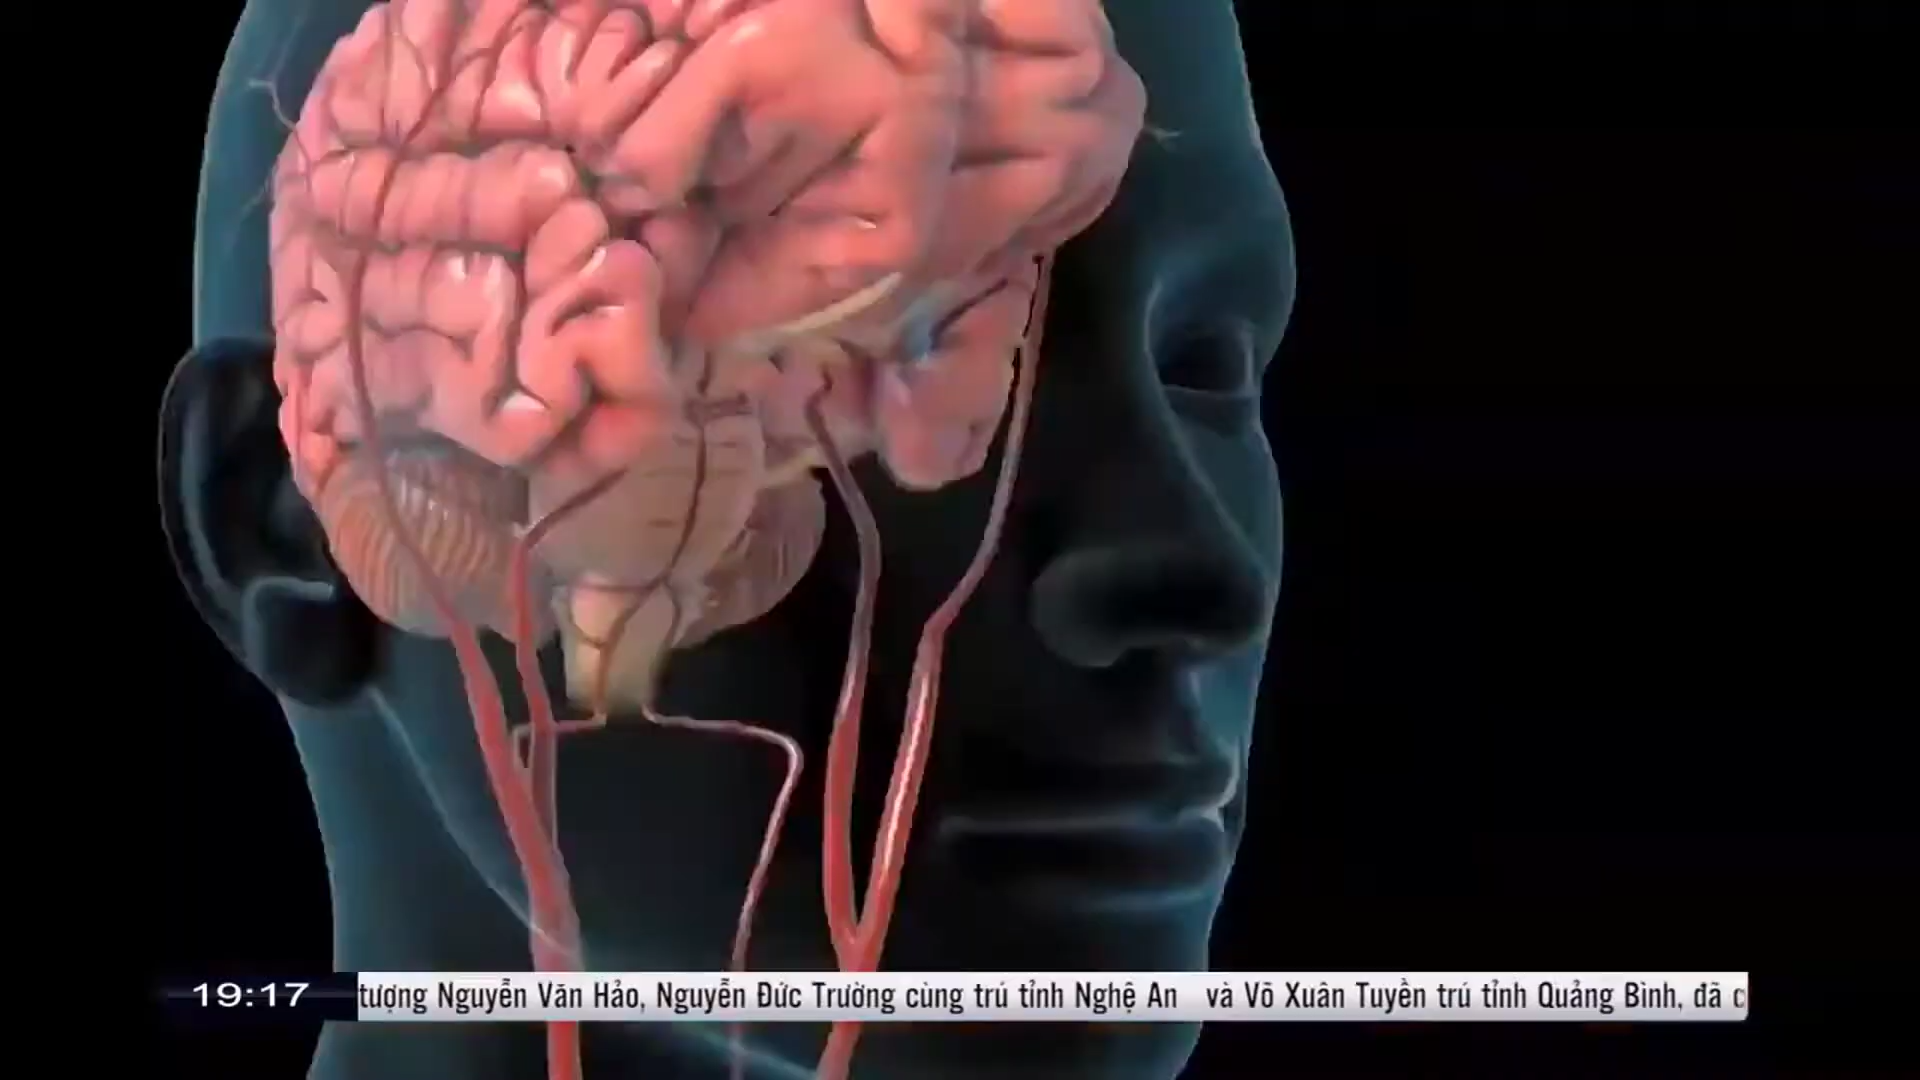 19:17
tượng Nguyễn Văn Hảo, Nguyễn Đức Trường cùng trú tỉnh Nghệ An và Võ Xuân Tuyền trú tỉnh Quảng Bình, đã